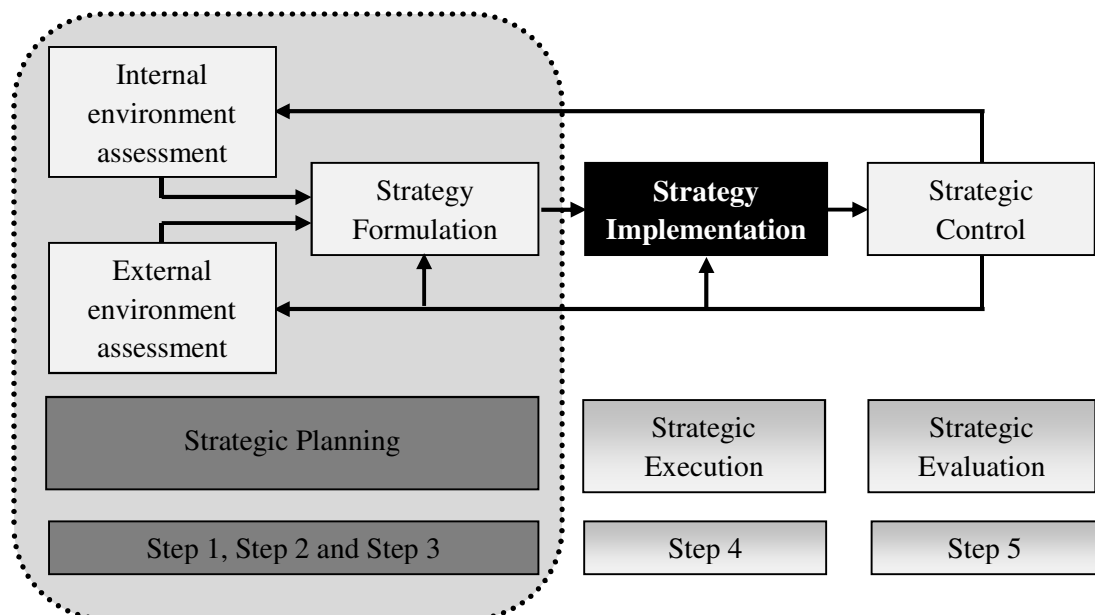 Internal
environment
assessment
Strategy
Formulation
Strategy
Implementation
Strategic
Control
External
environment
assessment
Strategic Planning
Strategic
Execution
Strategic
Evaluation
Step 1, Step 2 and Step 3
Step 4
Step 5